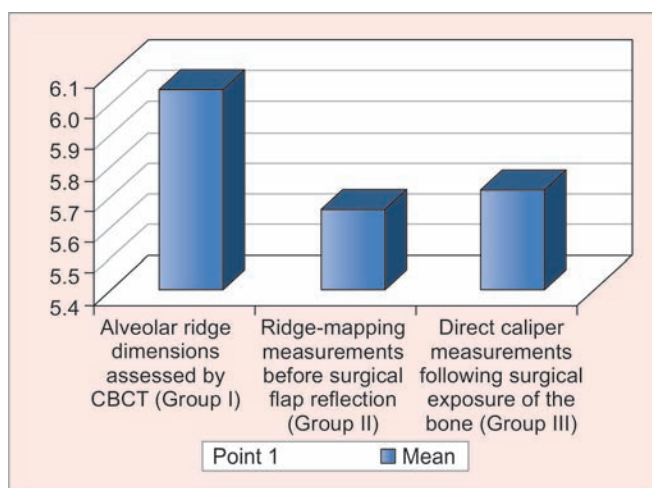 6.1
6.0
5.9
5.8
5.7
5.6
5.5
5.4
Alveolar ridge
dimensions
assessed by
CBCT (Group I)
Ridge-mapping
measurements
before surgical
flap reflection
(Group II)
Direct caliper
measurements
following surgical
exposure of the
bone (Group III)
Point 1 Mean